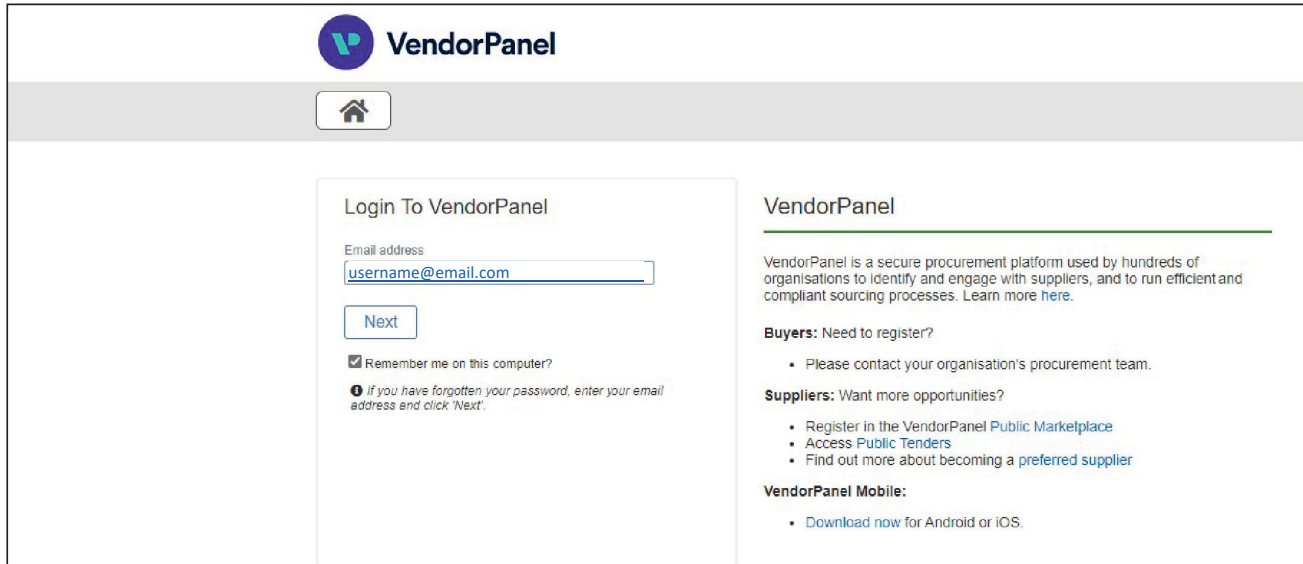 VendorPanel
Login To VendorPanel
Email address
username@email.com
Next
Remember me on this computer?
If you have forgotten your password, enter your email
address and click 'Next'.
VendorPanel
VendorPanel is a secure procurement platform used by hundreds of
organisations to identify and engage with suppliers, and to run efficient and
compliant sourcing processes. Learn more here.
Buyers: Need to register?
• Please contact your organisation's procurement team.
Suppliers: Want more opportunities?
• Register in the VendorPanel Public Marketplace
• Access Public Tenders
• Find out more about becoming a preferred supplier
VendorPanel Mobile:
• Download now for Android or iOS.